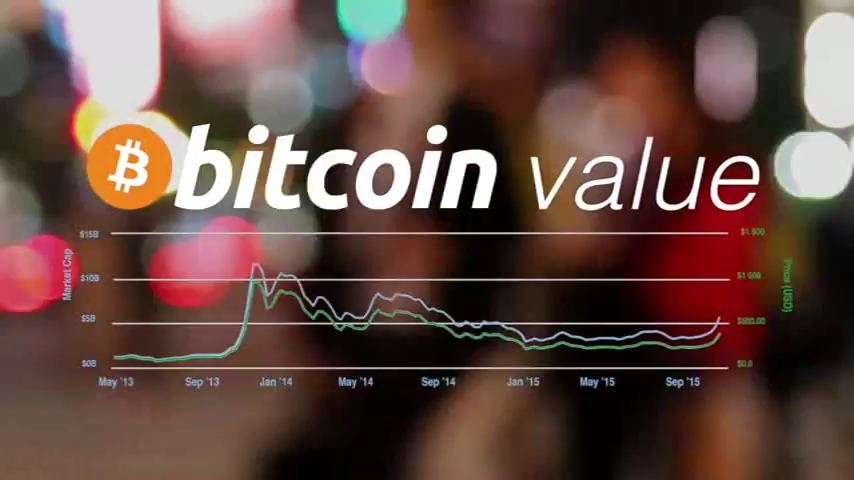 bitcoin value
$15B
$1 500
Market Cap
$10B
$1 000
Price (USD)
$5B
$500.00
$0B
$0.0
May '13 Sep '13 Jan '14 May '14 Sep '14 Jan '15 May '15 Sep '15